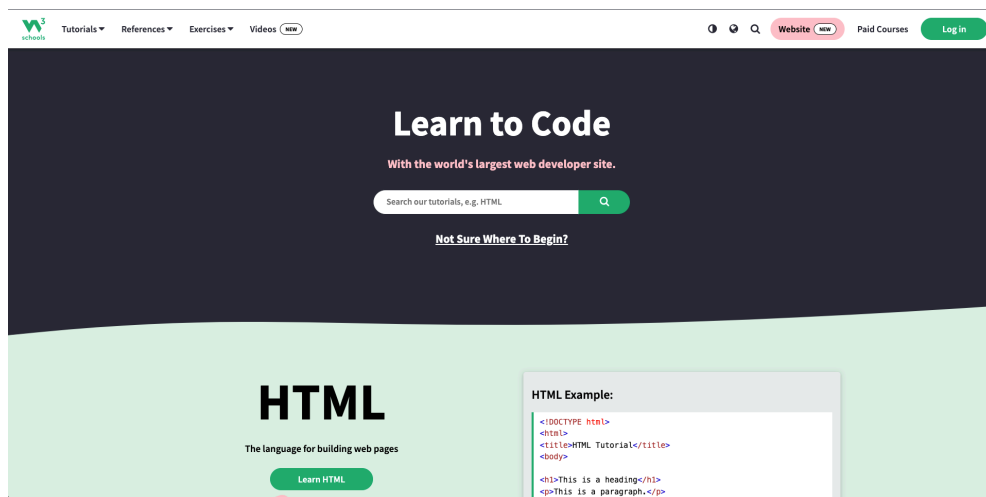 W3 schools
Tutorials References Exercises Videos NEW Website NEW Paid Courses Log in
Learn to Code
With the world's largest web developer site.
Search our tutorials, e.g. HTML
Not Sure Where To Begin?
HTML
The language for building web pages
Learn HTML
HTML Example:
<!DOCTYPE html>
<html>
<title>HTML Tutorial</title>
<body>
<h1>This is a heading</h1>
<p>This is a paragraph.</p>